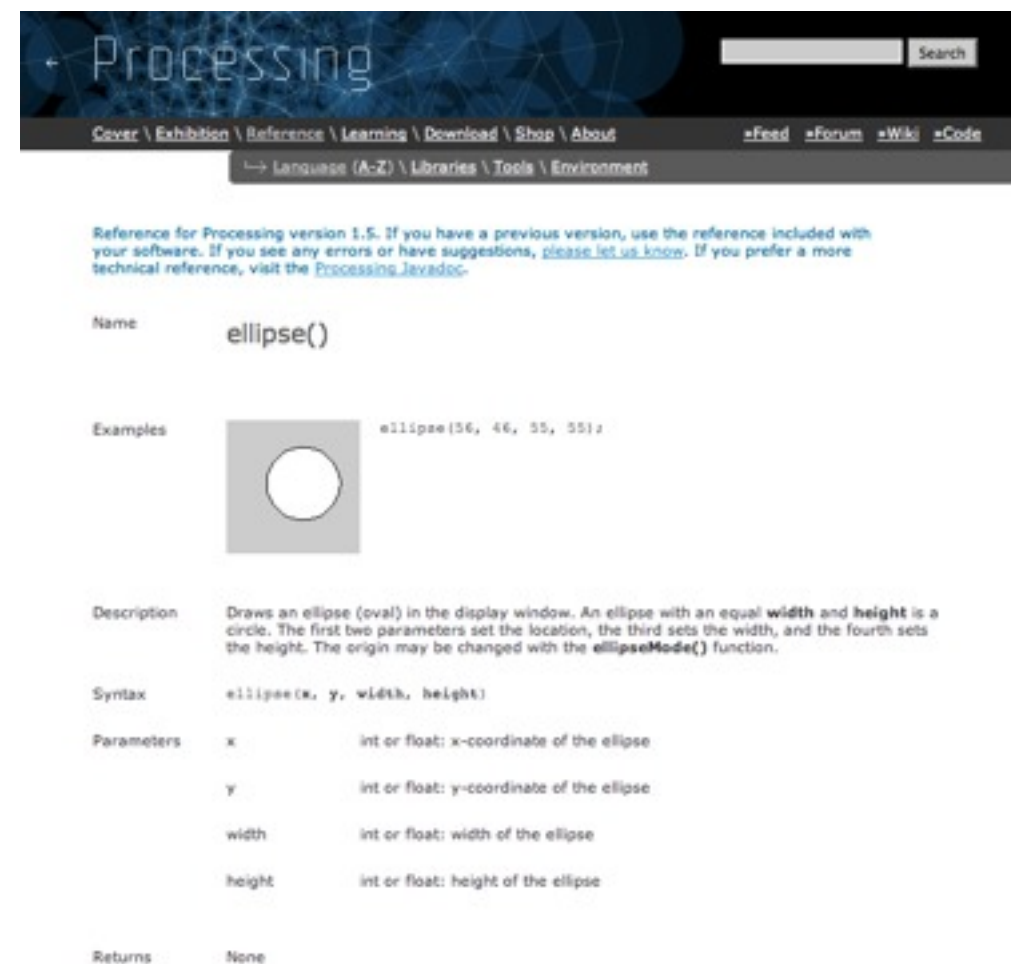 ← Processing
Search
Cover \ Exhibition \ Reference \ Learning \ Download \ Shop \ About
»Feed »Forum »Wiki »Code
↳ Language (A-Z) \ Libraries \ Tools \ Environment
Reference for Processing version 1.5. If you have a previous version, use the reference included with
your software. If you see any errors or have suggestions, please let us know. If you prefer a more
technical reference, visit the Processing Javadoc.
Name
ellipse()
Examples
ellipse(56, 46, 55, 55);
Description
Draws an ellipse (oval) in the display window. An ellipse with an equal width and height is a
circle. The first two parameters set the location, the third sets the width, and the fourth sets
the height. The origin may be changed with the ellipseMode() function.
Syntax
ellipse(x, y, width, height)
Parameters
x int or float: x-coordinate of the ellipse
y int or float: y-coordinate of the ellipse
width int or float: width of the ellipse
height int or float: height of the ellipse
Returns None